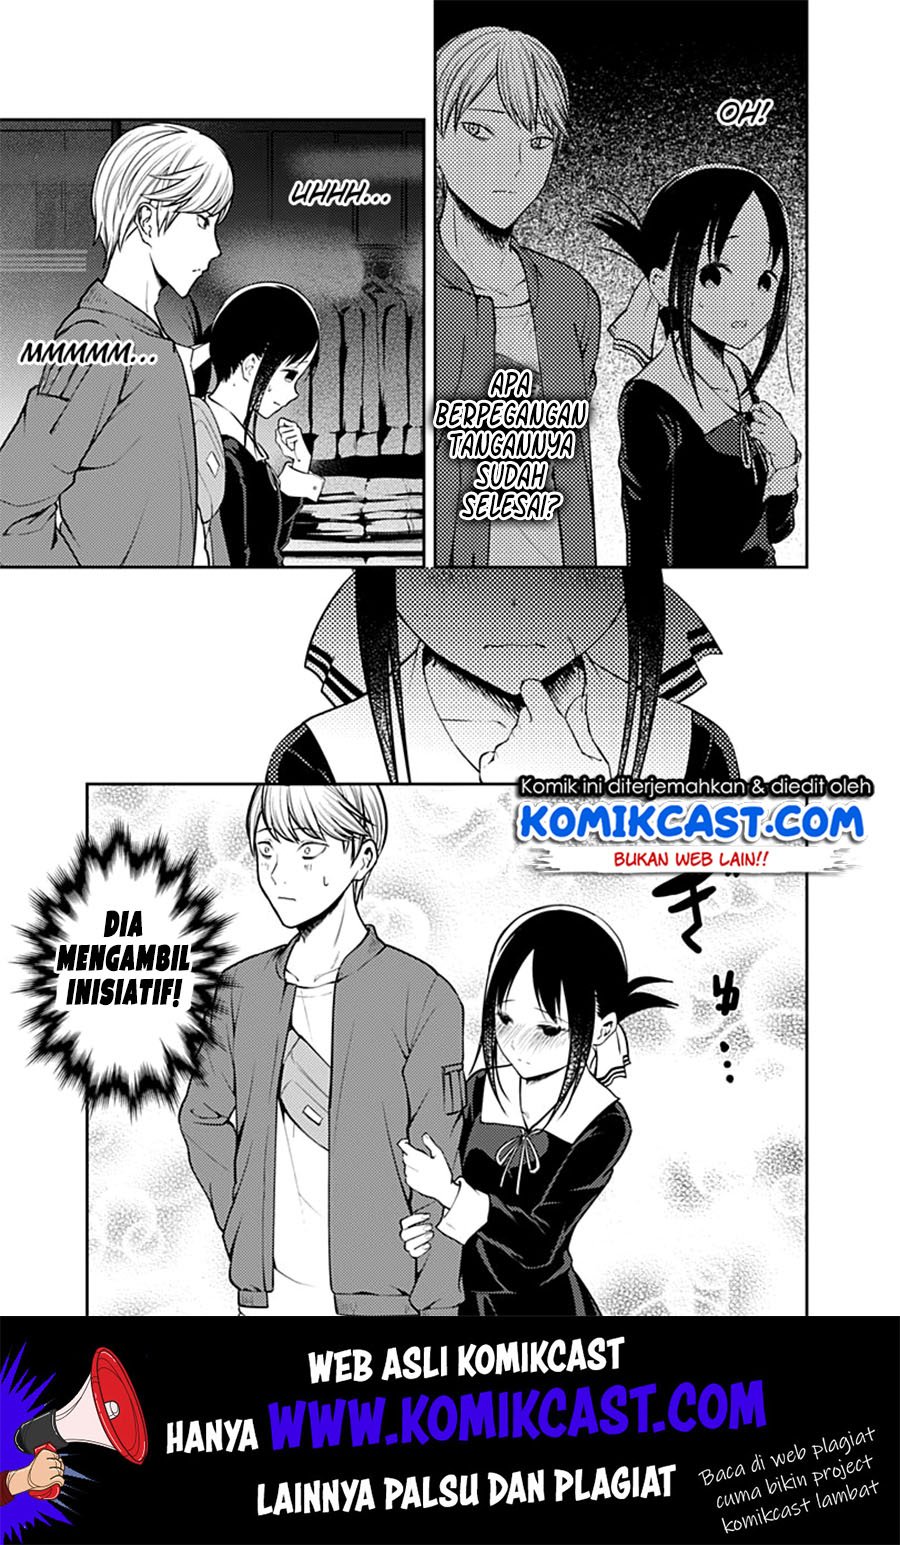 OH!
APA
BERPEGANGAN
TANGANNYA
SUDAH
SELESAI?
UHHH...
MMMMM...
Komik ini diterjemahkan & diedit oleh
KOMIKCAST.COM
BUKAN WEB LAIN!!
ぎゅ...
DIA
MENGAMBIL
INISIATIF!
WEB ASLI KOMIKCAST
HANYA WWW.KOMIKCAST.COM
LAINNYA PALSU DAN PLAGIAT
Baca di web plagiat
cuma bikin project
komikcast lambat